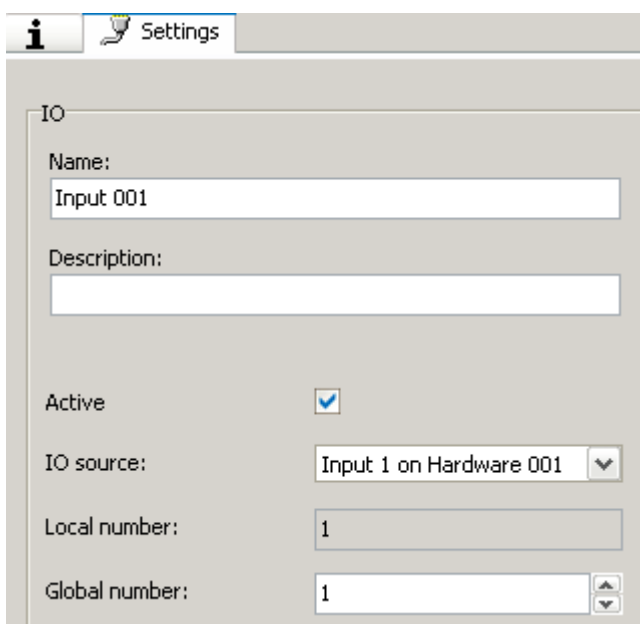 i Settings
IO
Name:
Input 001
Description:
Active
IO source: Input 1 on Hardware 001
Local number: 1
Global number: 1